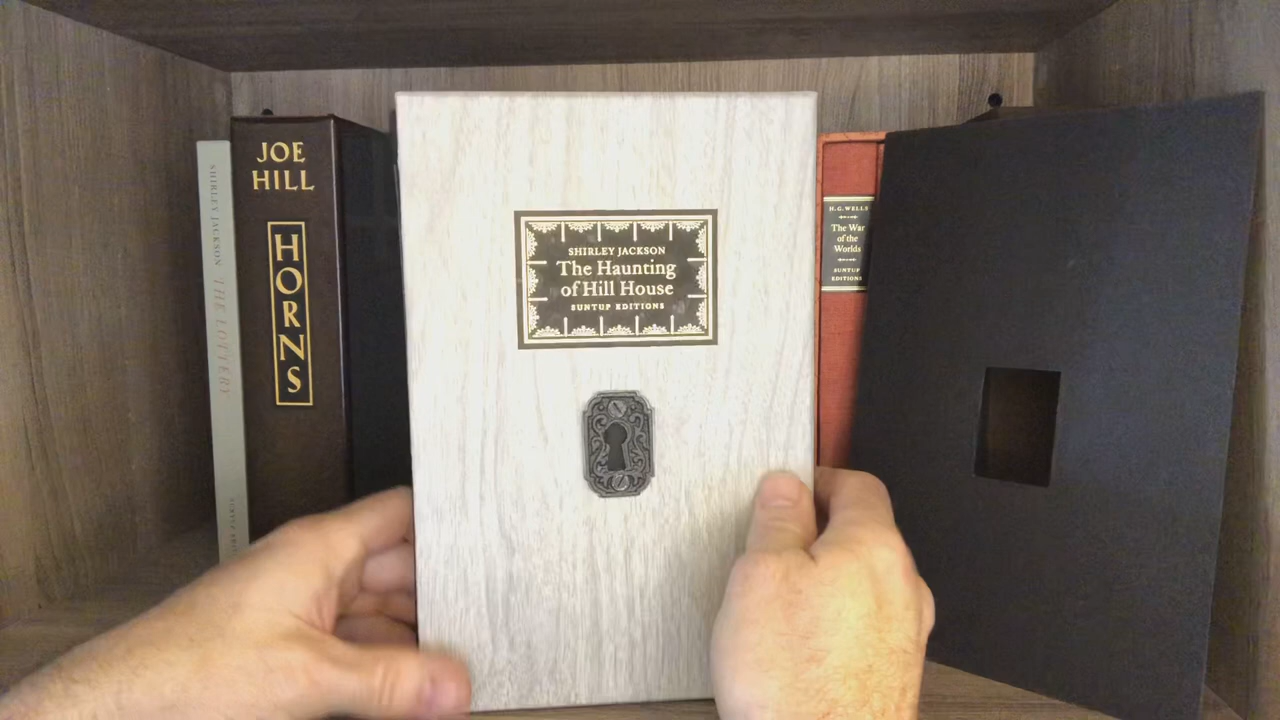 SHIRLEY JACKSON THE LOTTERY
JOE
HILL
HORNS
SHIRLEY JACKSON
The Haunting
of Hill House
SUNTUP EDITIONS
H. G. WELLS
The War
of the
Worlds
SUNTUP
EDITIONS